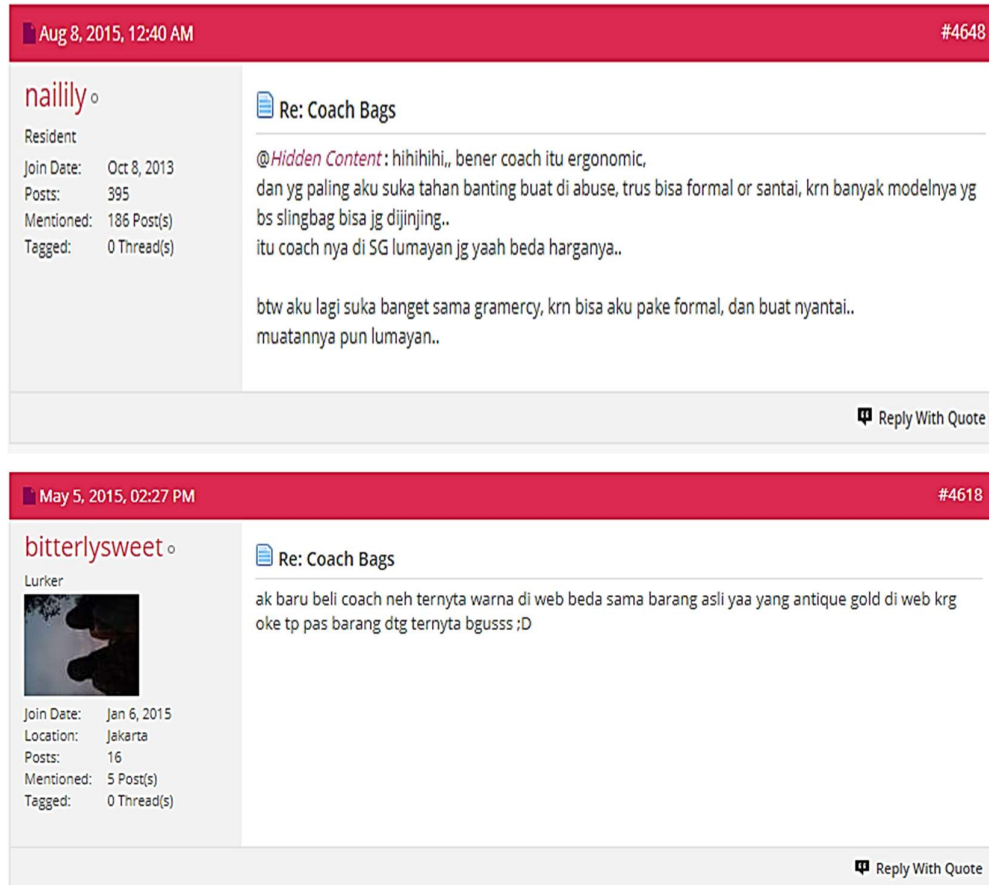 Aug 8, 2015, 12:40 AM #4648
nailily
Resident
Join Date: Oct 8, 2013
Posts: 395
Mentioned: 186 Post(s)
Tagged: 0 Thread(s)
Re: Coach Bags
@Hidden Content : hihihihi,, bener coach itu ergonomic,
dan yg paling aku suka tahan banting buat di abuse, trus bisa formal or santai, krn banyak modelnya yg
bs slingbag bisa jg dijinjing..
itu coach nya di SG lumayan jg yaah beda harganya..
btw aku lagi suka banget sama gramercy, krn bisa aku pake formal, dan buat nyantai..
muatannya pun lumayan..
Reply With Quote
May 5, 2015, 02:27 PM #4618
bitterlysweet
Lurker
Join Date: Jan 6, 2015
Location: Jakarta
Posts: 16
Mentioned: 5 Post(s)
Tagged: 0 Thread(s)
Re: Coach Bags
ak baru beli coach neh ternyta warna di web beda sama barang asli yaa yang antique gold di web krg
oke tp pas barang dtg ternyta bgusss ;D
Reply With Quote